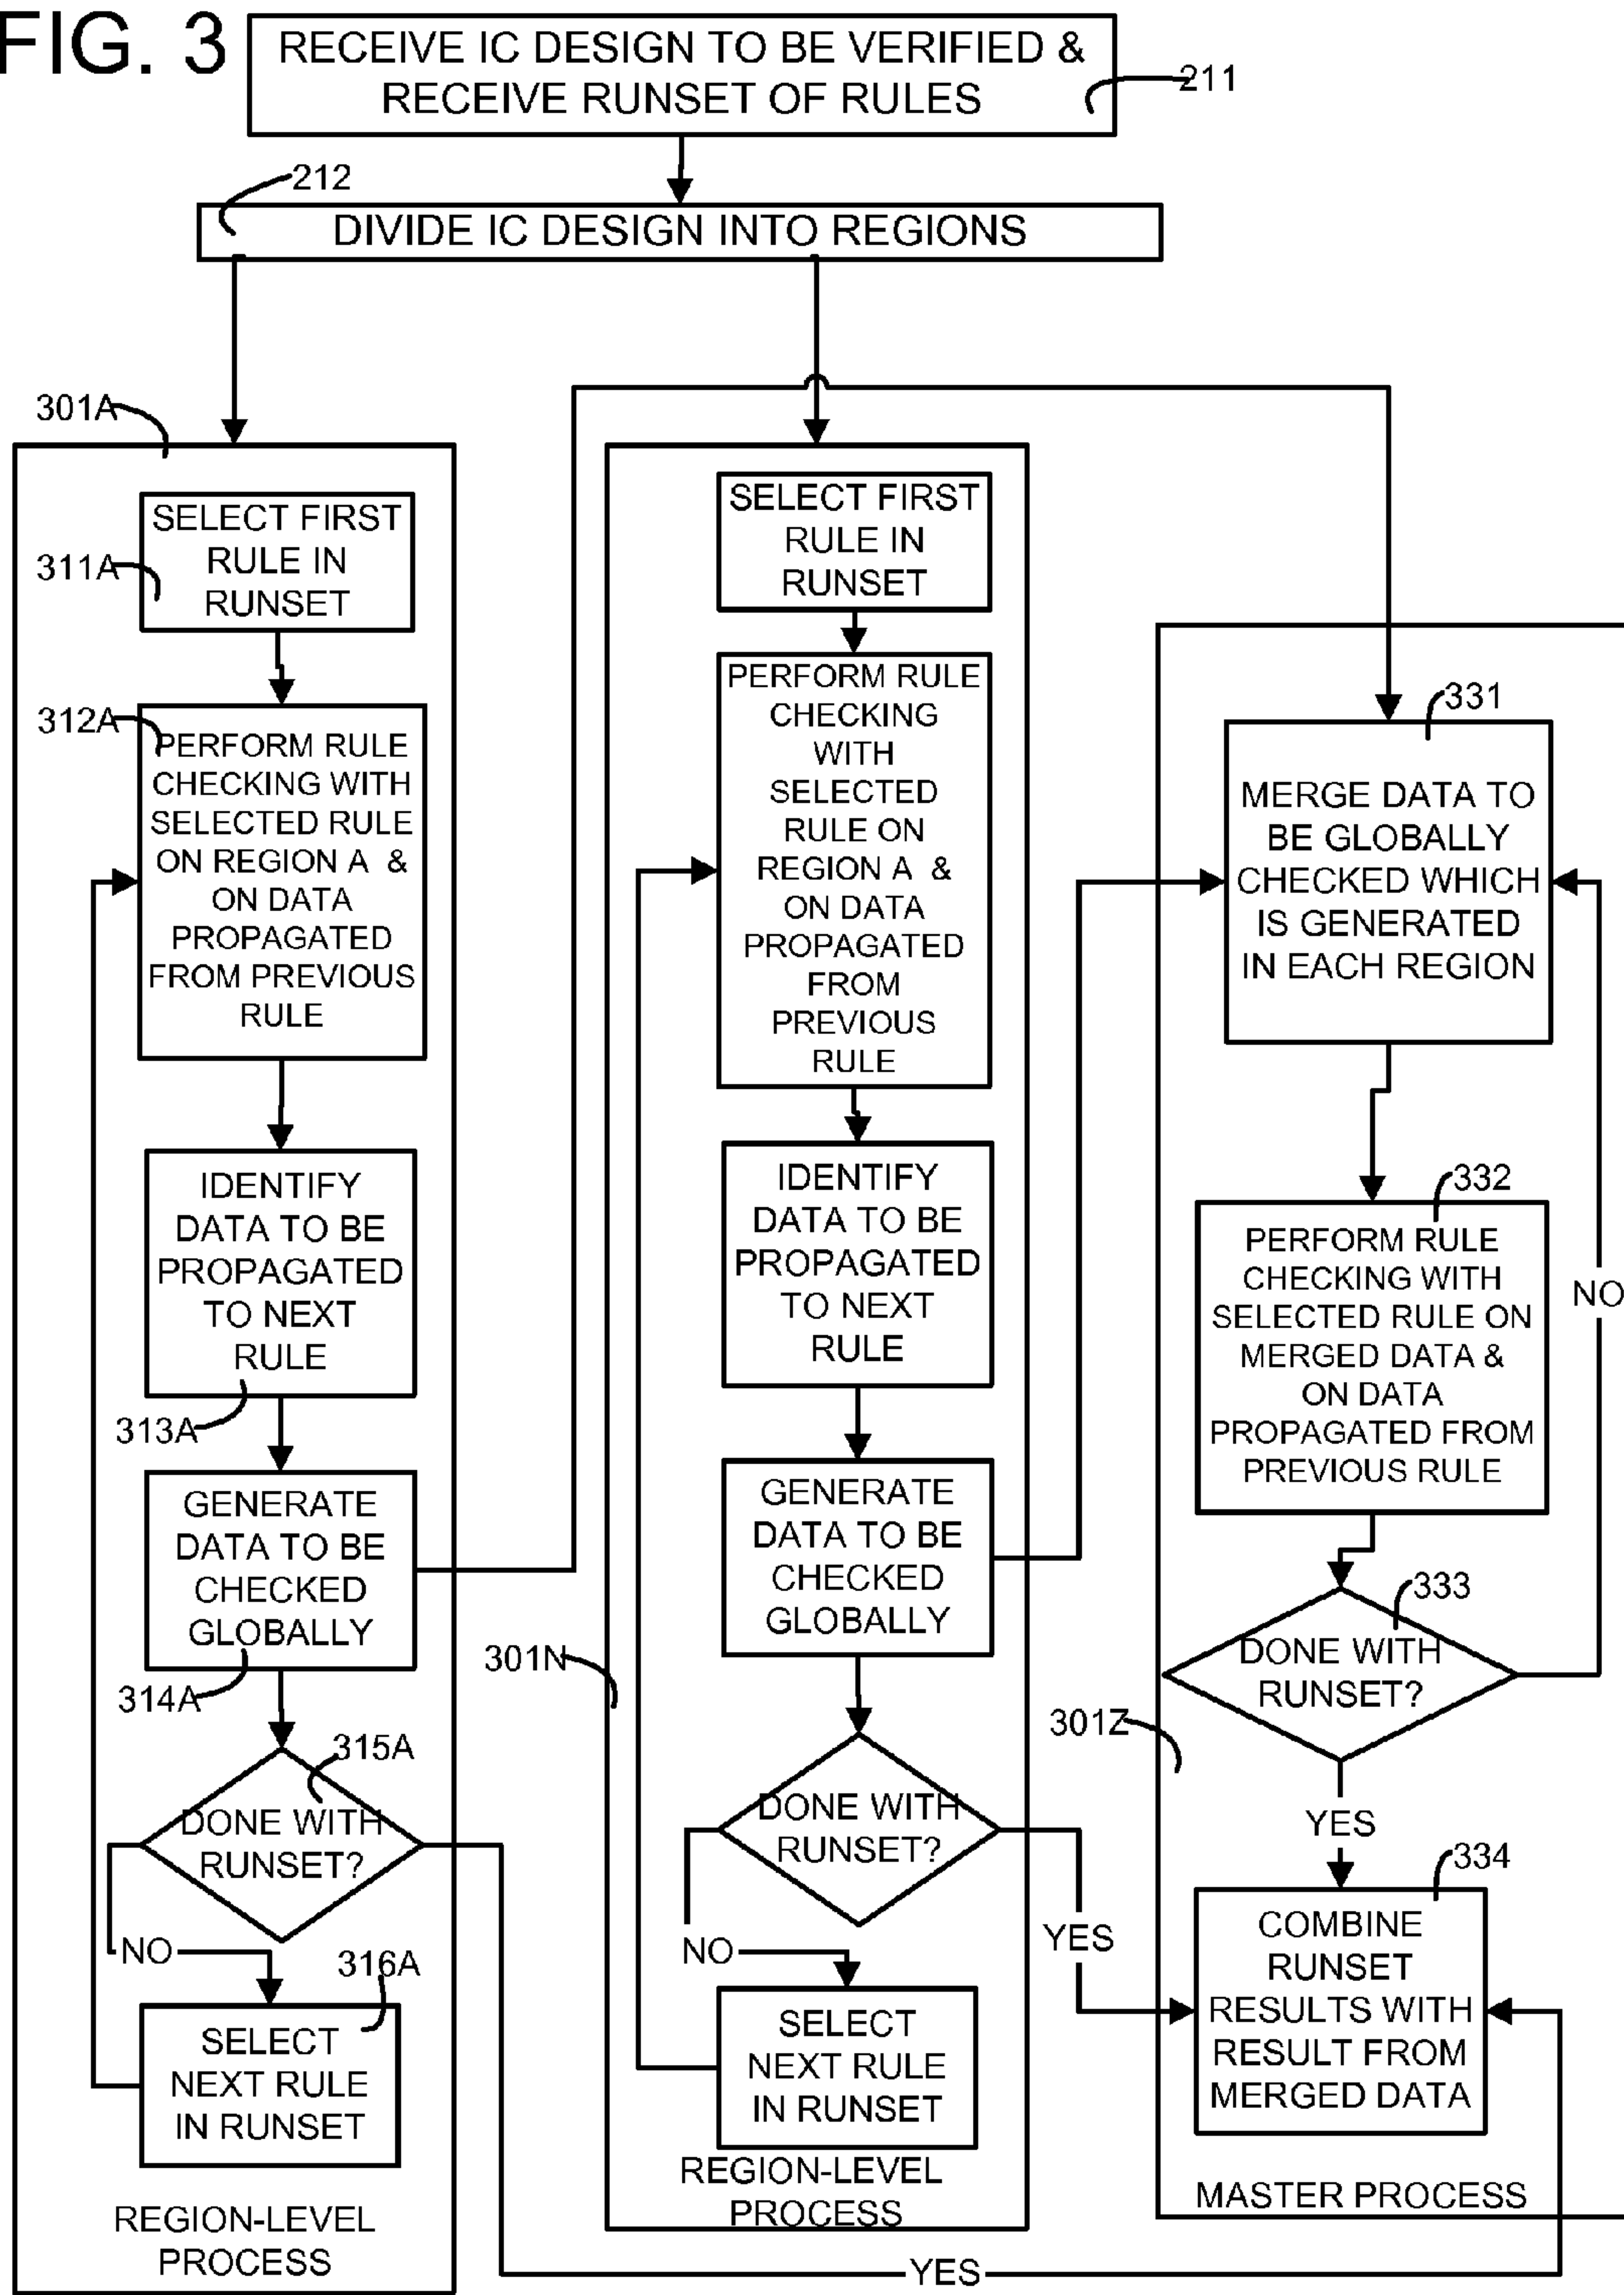 FIG. 3
RECEIVE IC DESIGN TO BE VERIFIED &
RECEIVE RUNSET OF RULES
211
212
DIVIDE IC DESIGN INTO REGIONS
301A
311A
SELECT FIRST
RULE IN
RUNSET
312A
PERFORM RULE
CHECKING WITH
SELECTED RULE
ON REGION A &
ON DATA
PROPAGATED
FROM PREVIOUS
RULE
IDENTIFY
DATA TO BE
PROPAGATED
TO NEXT
RULE
313A
GENERATE
DATA TO BE
CHECKED
GLOBALLY
314A
315A
DONE WITH
RUNSET?
NO
316A
SELECT
NEXT RULE
IN RUNSET
REGION-LEVEL
PROCESS
SELECT FIRST
RULE IN
RUNSET
PERFORM RULE
CHECKING
WITH
SELECTED
RULE ON
REGION A &
ON DATA
PROPAGATED
FROM
PREVIOUS
RULE
IDENTIFY
DATA TO BE
PROPAGATED
TO NEXT
RULE
GENERATE
DATA TO BE
CHECKED
GLOBALLY
301N
DONE WITH
RUNSET?
NO
YES
SELECT
NEXT RULE
IN RUNSET
REGION-LEVEL
PROCESS
331
MERGE DATA TO
BE GLOBALLY
CHECKED WHICH
IS GENERATED
IN EACH REGION
332
PERFORM RULE
CHECKING WITH
SELECTED RULE ON
MERGED DATA &
ON DATA
PROPAGATED FROM
PREVIOUS RULE
NO
333
DONE WITH
RUNSET?
301Z
YES
334
COMBINE
RUNSET
RESULTS WITH
RESULT FROM
MERGED DATA
MASTER PROCESS
YES